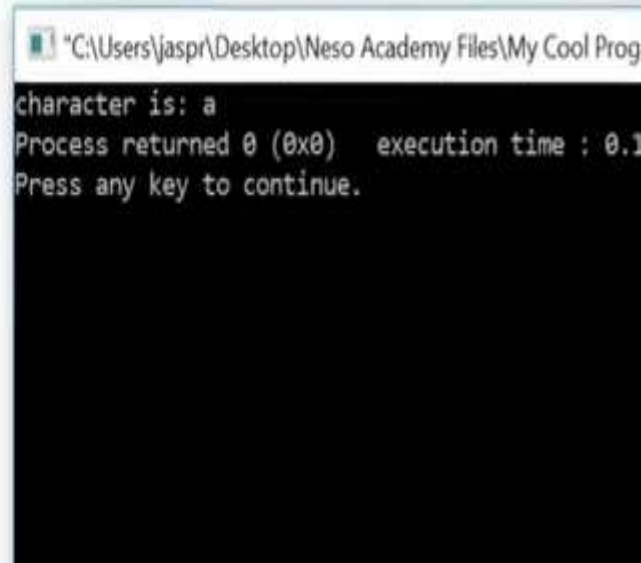 "C:\Users\jaspr\Desktop\Neso Academy Files\My Cool Prog
character is: a
Process returned 0 (0x0) execution time : 0.1
Press any key to continue.